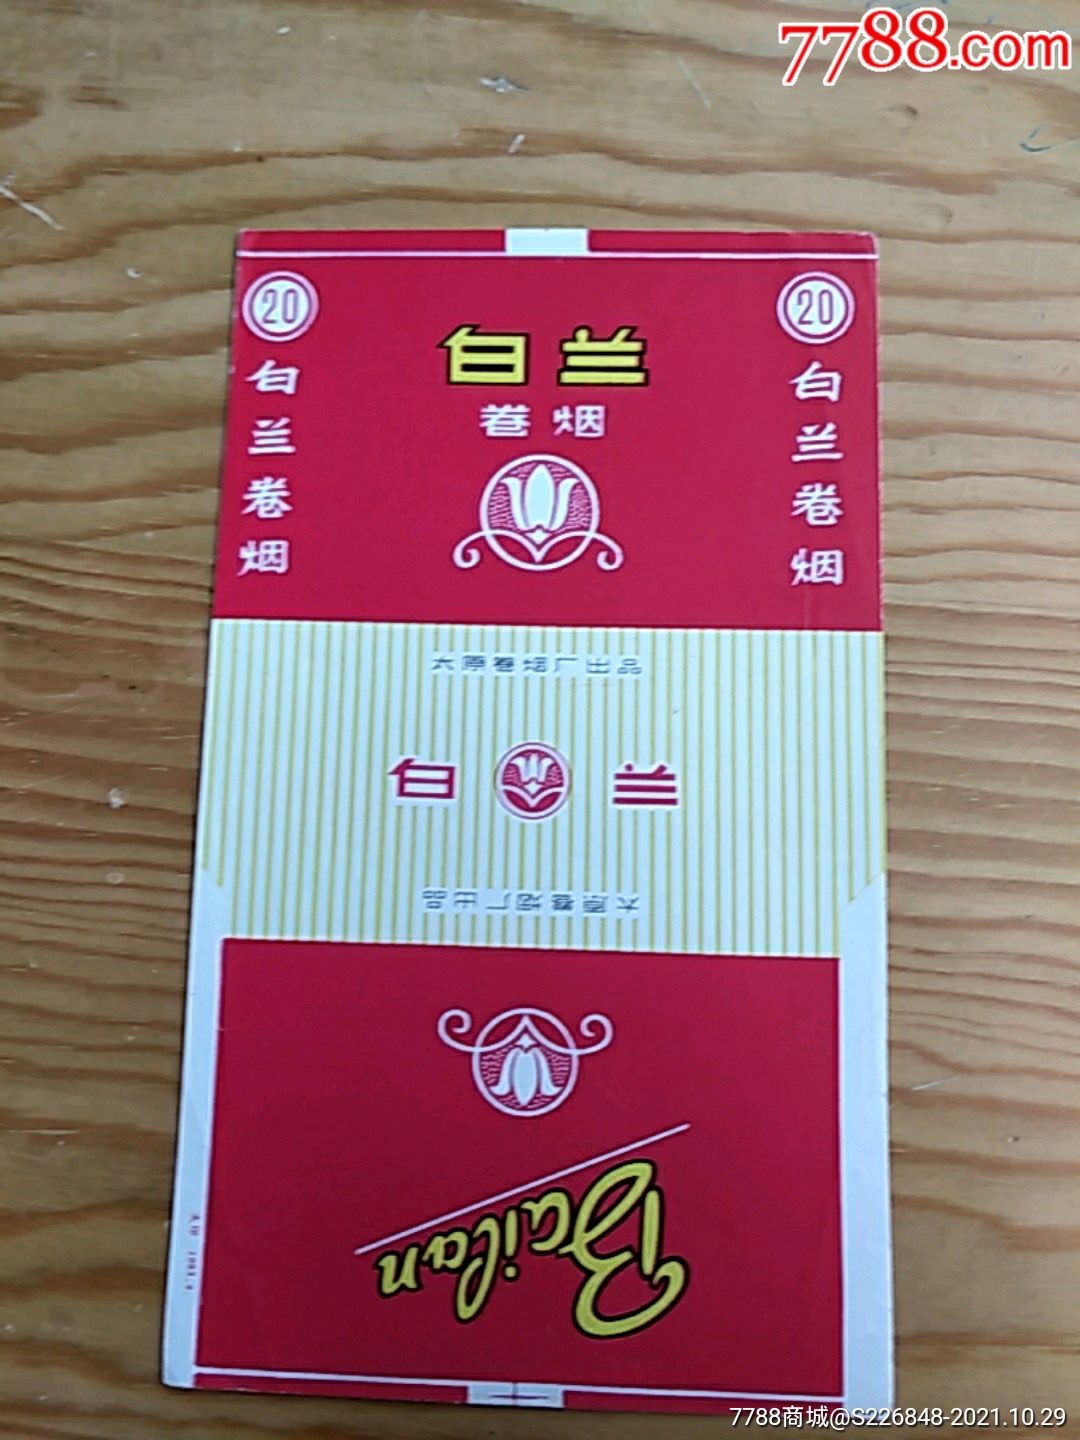 7788.com
20
白兰卷烟
白兰
卷烟
20
白兰卷烟
太原卷烟厂出品
白 兰
太原卷烟厂出品
Bailan
7788商城@S226848-2021.10.29